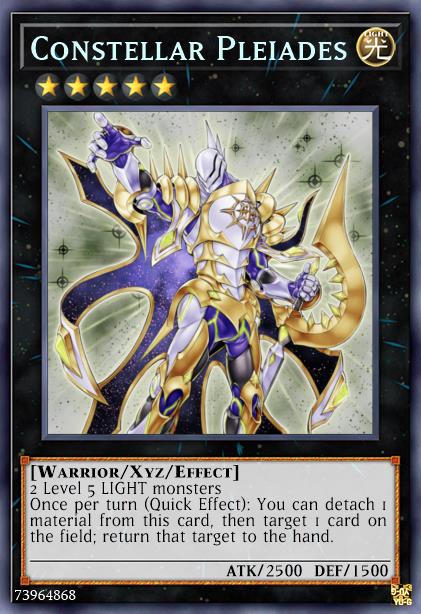 Constellar Pleiades
LIGHT
光
[Warrior/Xyz/Effect]
2 Level 5 LIGHT monsters
Once per turn (Quick Effect): You can detach 1
material from this card, then target 1 card on
the field; return that target to the hand.
ATK/2500 DEF/1500
73964868